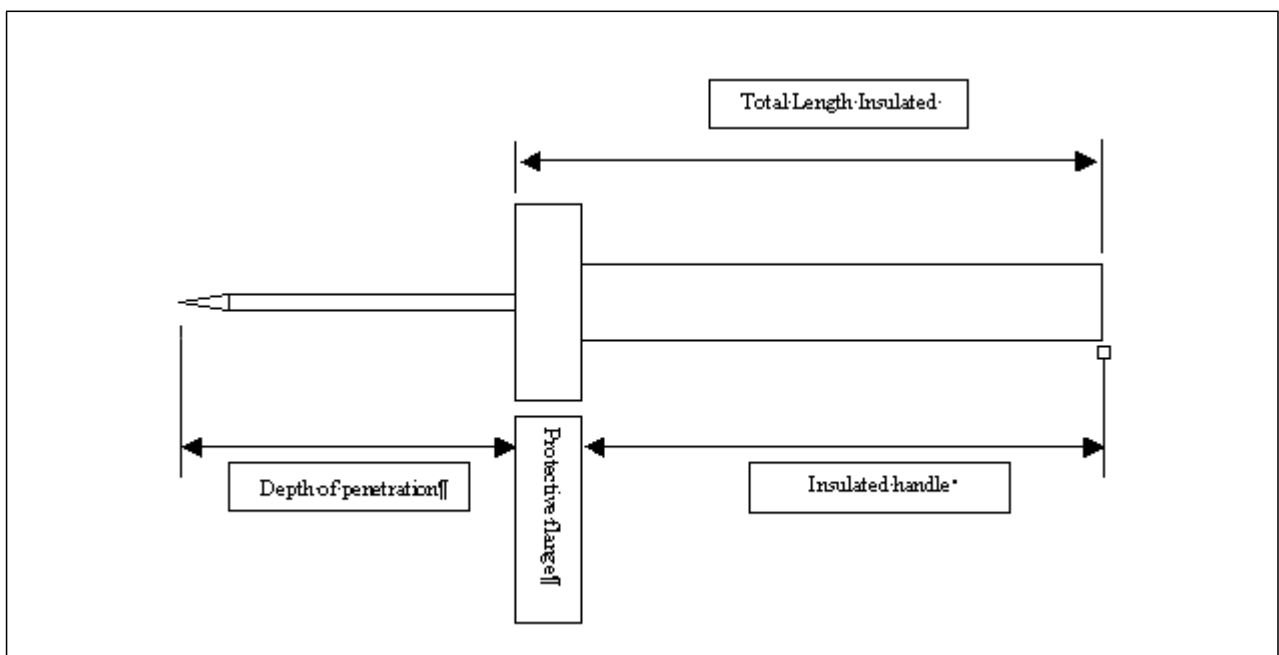 Total·Length·Insulated·
Depth·of·penetration¶
Protective·flange¶
Insulated·handle°